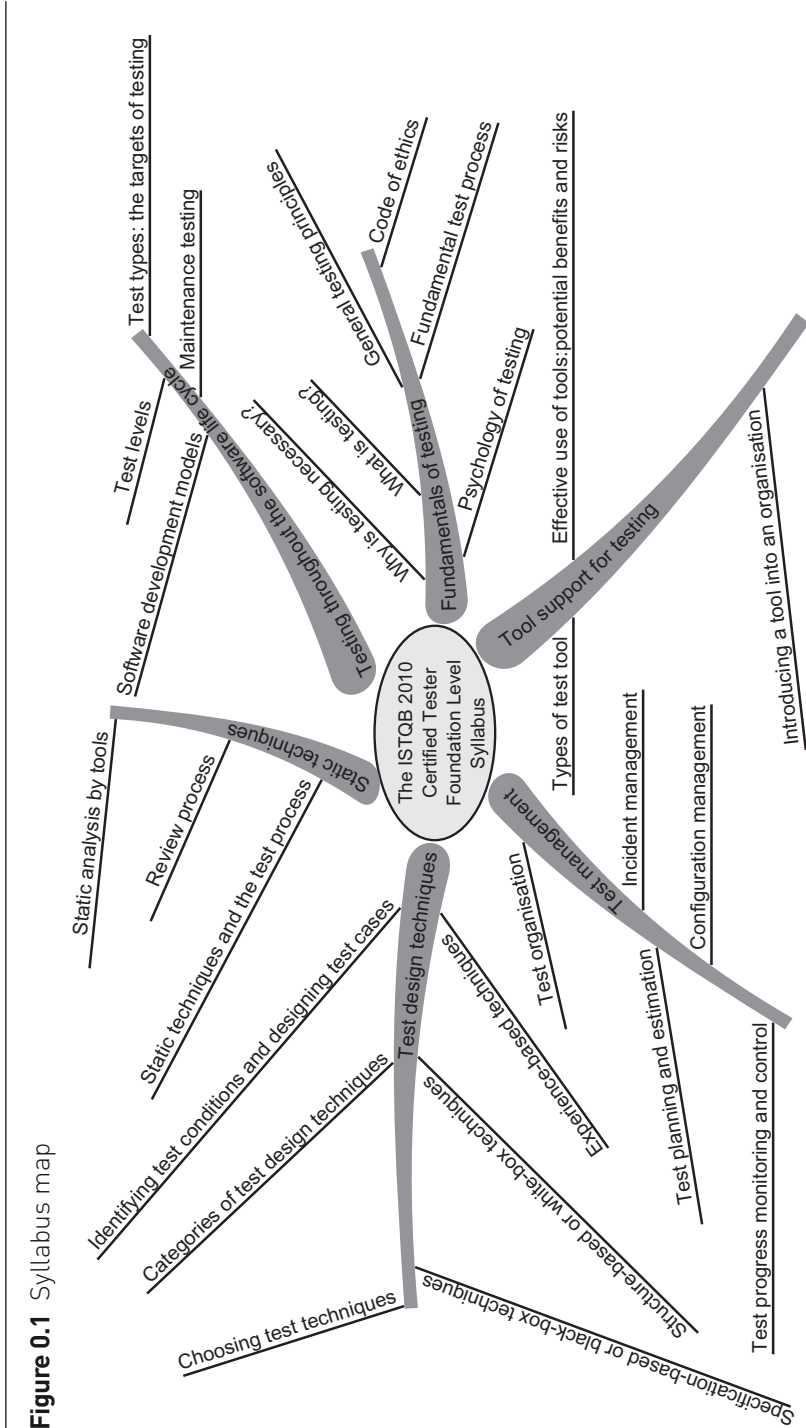 Figure 0.1 Syllabus map
The ISTQB 2010
Certified Tester
Foundation Level
Syllabus
Fundamentals of testing
Why is testing necessary?
What is testing?
General testing principles
Code of ethics
Fundamental test process
Psychology of testing
Testing throughout the software life cycle
Software development models
Test levels
Test types: the targets of testing
Maintenance testing
Static techniques
Static analysis by tools
Review process
Static techniques and the test process
Test design techniques
Identifying test conditions and designing test cases
Categories of test design techniques
Choosing test techniques
Specification-based or black-box techniques
Structure-based or white-box techniques
Experience-based techniques
Test management
Test organisation
Test planning and estimation
Test progress monitoring and control
Incident management
Configuration management
Tool support for testing
Types of test tool
Effective use of tools:potential benefits and risks
Introducing a tool into an organisation